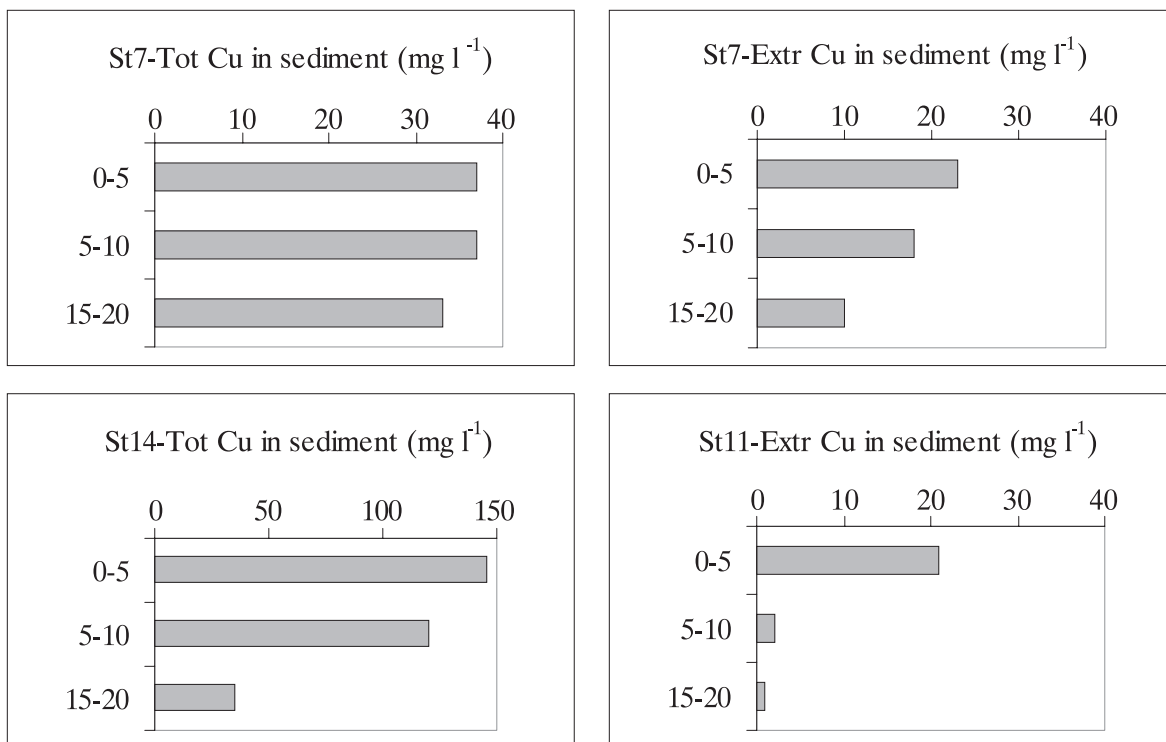 St7-Tot Cu in sediment (mg l⁻¹)
0 10 20 30 40
0-5
5-10
15-20
St7-Extr Cu in sediment (mg l⁻¹)
0 10 20 30 40
0-5
5-10
15-20
St14-Tot Cu in sediment (mg l⁻¹)
0 50 100 150
0-5
5-10
15-20
St11-Extr Cu in sediment (mg l⁻¹)
0 10 20 30 40
0-5
5-10
15-20